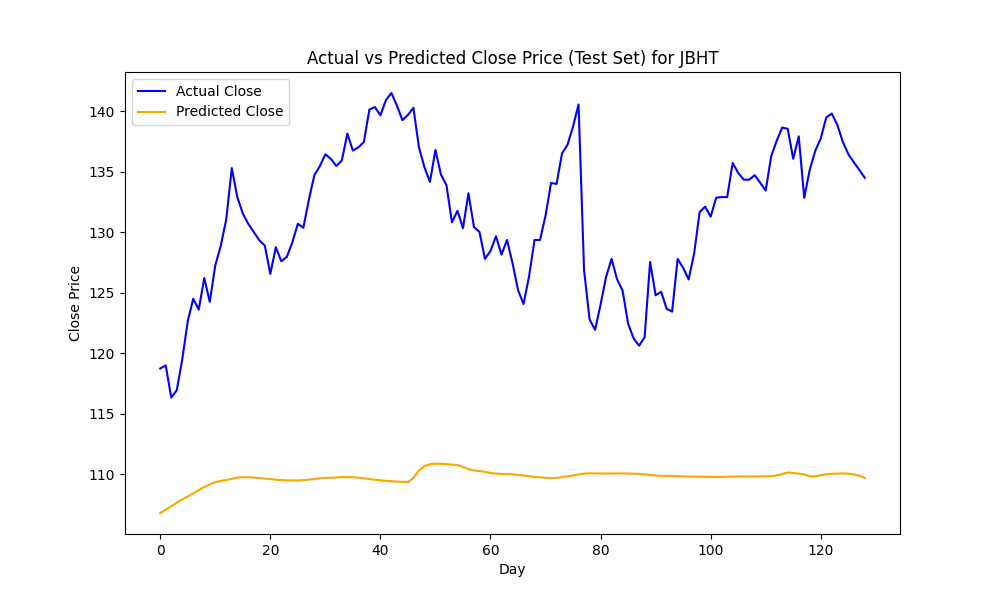 Actual vs Predicted Close Price (Test Set) for JBHT
Actual Close
Predicted Close
140
135
130
125
120
115
110
Close Price
0 20 40 60 80 100 120
Day